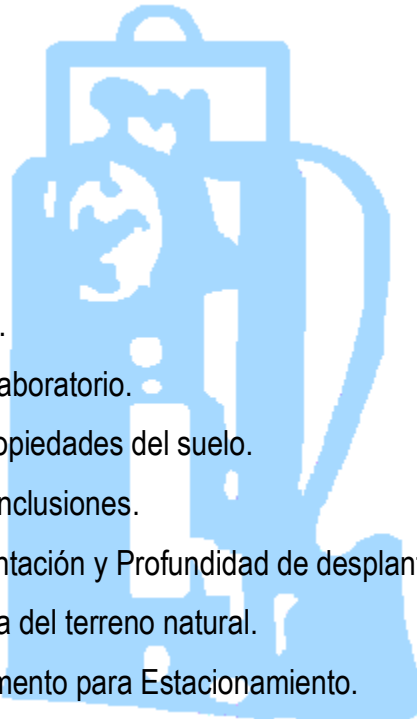 .
aboratorio.
opiedades del suelo.
nclusiones.
ntación y Profundidad de desplant
a del terreno natural.
mento para Estacionamiento.